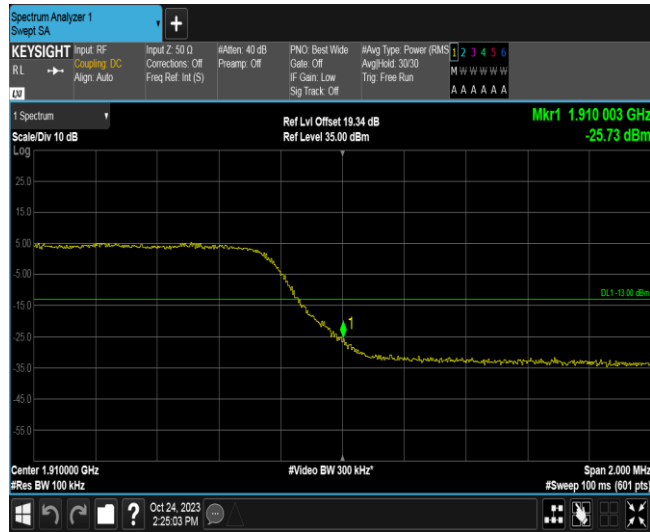 Spectrum Analyzer 1
Swept SA
KEYSIGHT
RL
LXI
Input: RF
Coupling: DC
Align: Auto
Input Z: 50 Ω
Corrections: Off
Freq Ref: Int (S)
#Atten: 40 dB
Preamp: Off
PNO: Best Wide
Gate: Off
IF Gain: Low
Sig Track: Off
#Avg Type: Power (RMS
Avg|Hold: 30/30
Trig: Free Run
1 2 3 4 5 6
M W W W W W
A A A A A A
1 Spectrum
Scale/Div 10 dB
Ref Lvl Offset 19.34 dB
Ref Level 35.00 dBm
Mkr1 1.910 003 GHz
-25.73 dBm
Log
25.0
15.0
5.00
-5.00
-15.0
-25.0
-35.0
-45.0
-55.0
DL1 -13.00 dBm
1
Center 1.910000 GHz
#Res BW 100 kHz
#Video BW 300 kHz*
Span 2.000 MHz
#Sweep 100 ms (601 pts)
?
Oct 24, 2023
2:25:03 PM